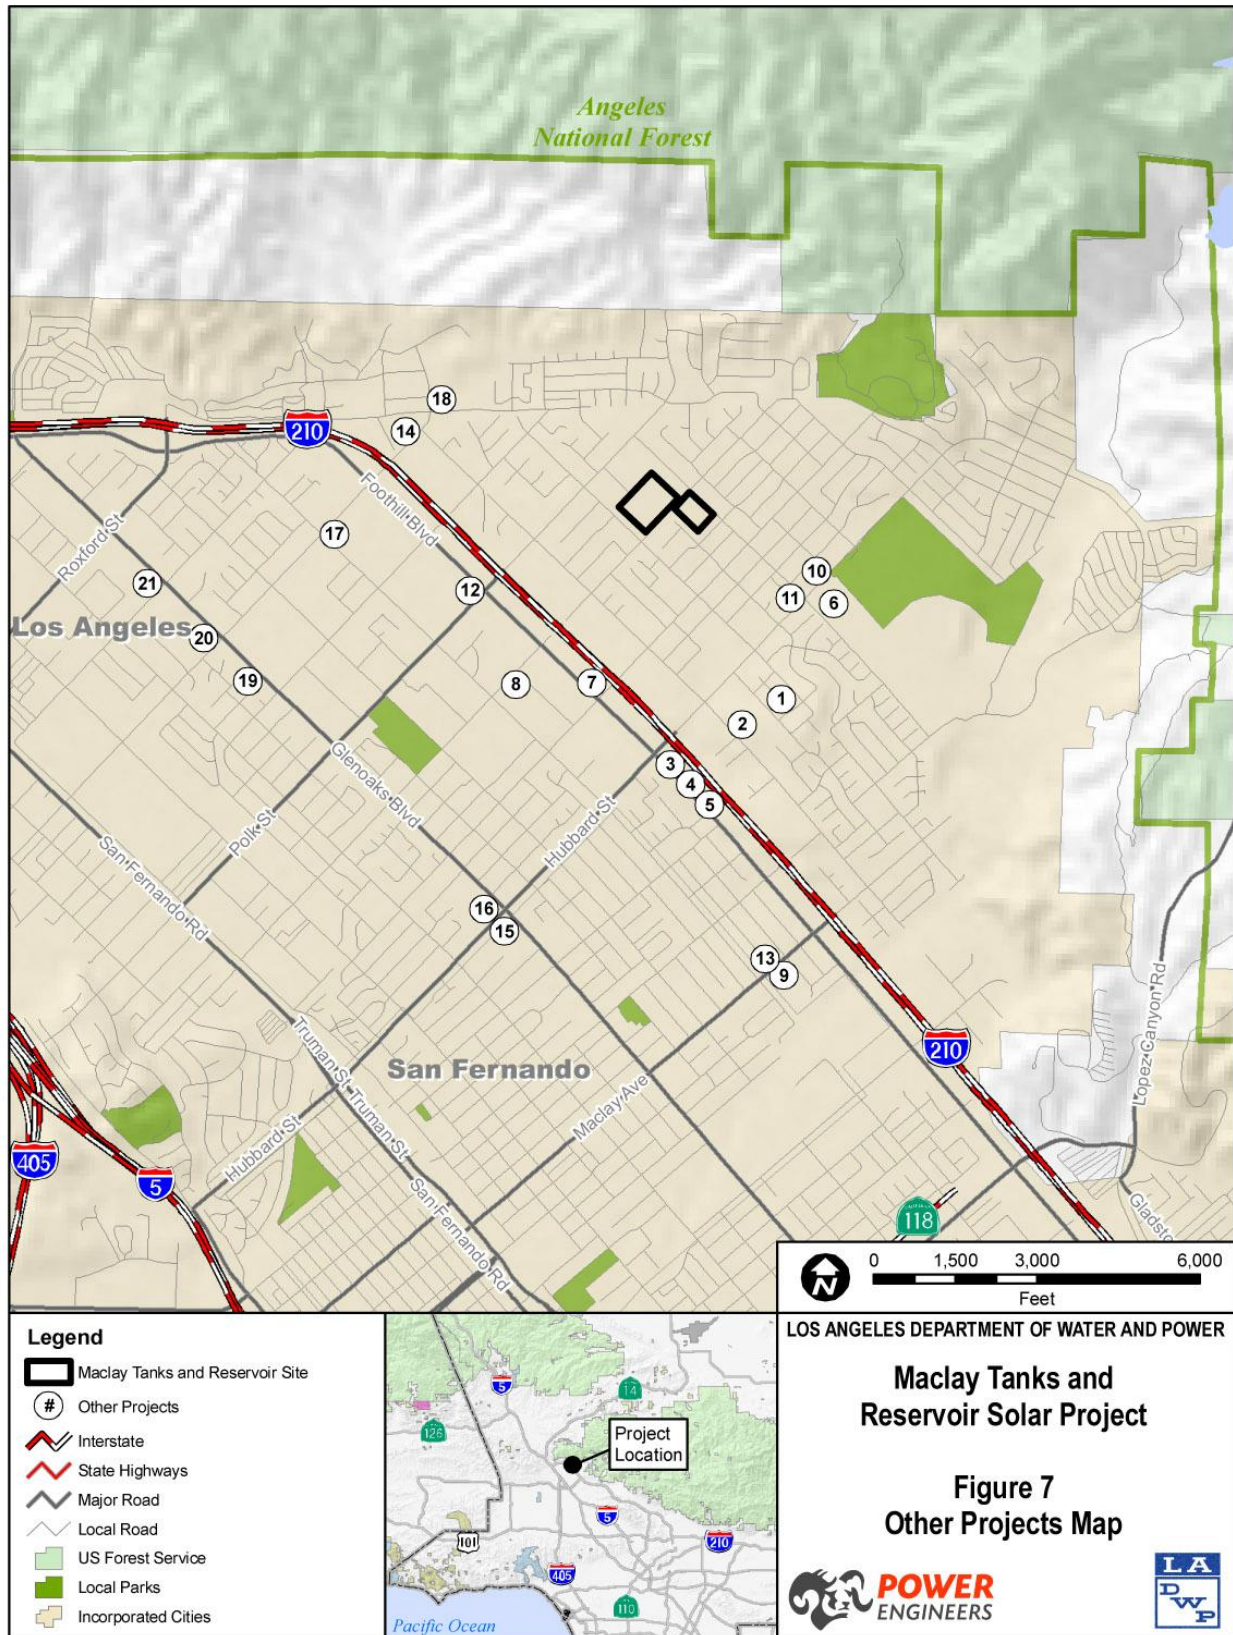 Angeles
National Forest
18
14
210
Foothill Blvd
Roxford St
17
21
12
10
11
6
Los Angeles
20
19
8
7
1
2
3
4
5
Glenoaks Blvd
Polk St
Hubbard St
San Fernando Rd
16
15
13
9
Truman St
Truman St
San Fernando
Maclay Ave
210
Lopez Canyon Rd
Hubbard St
405
5
San Fernando Rd
118
Gladsto
N
0 1,500 3,000 6,000
Feet
Legend
Maclay Tanks and Reservoir Site
# Other Projects
Interstate
State Highways
Major Road
Local Road
US Forest Service
Local Parks
Incorporated Cities
5
14
126
Project
Location
5
101
210
405
110
Pacific Ocean
LOS ANGELES DEPARTMENT OF WATER AND POWER
Maclay Tanks and
Reservoir Solar Project
Figure 7
Other Projects Map
POWER
ENGINEERS
LA
DWP